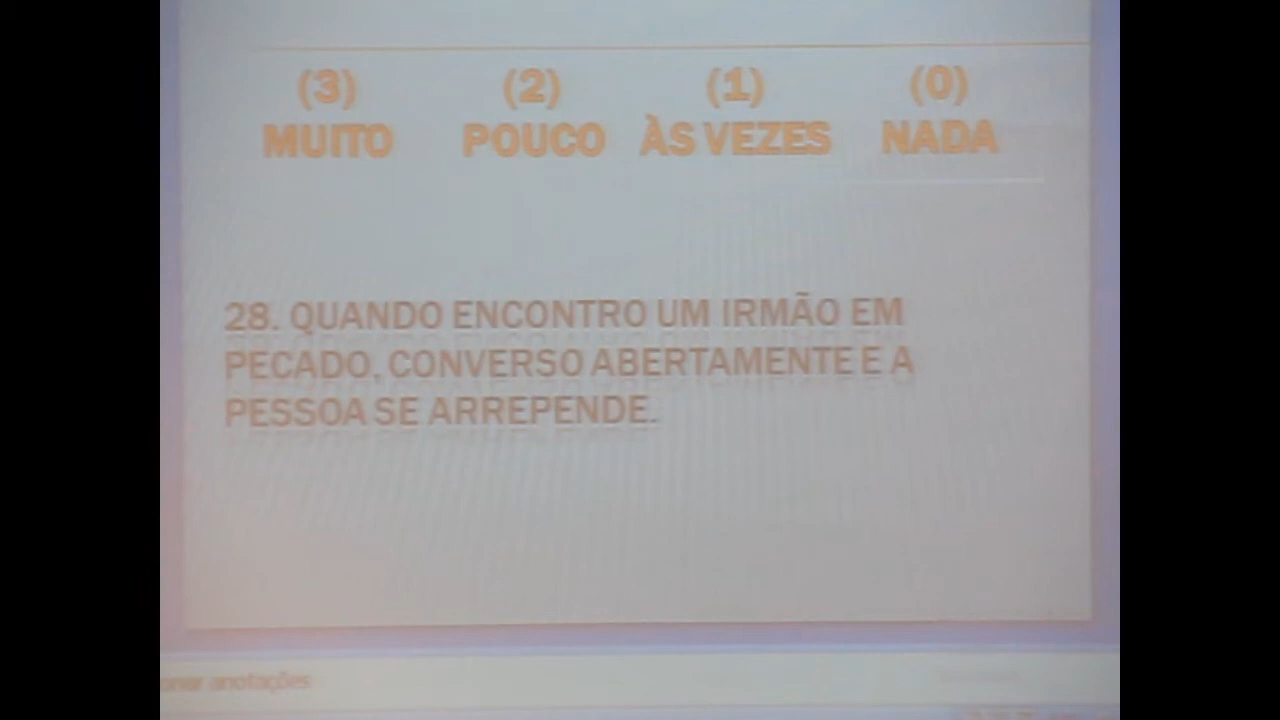 (3) (2) (1) (0)
MUITO POUCO ÀS VEZES NADA
28. QUANDO ENCONTRO UM IRMÃO EM
PECADO, CONVERSO ABERTAMENTE E A
PESSOA SE ARREPENDE.
anotações